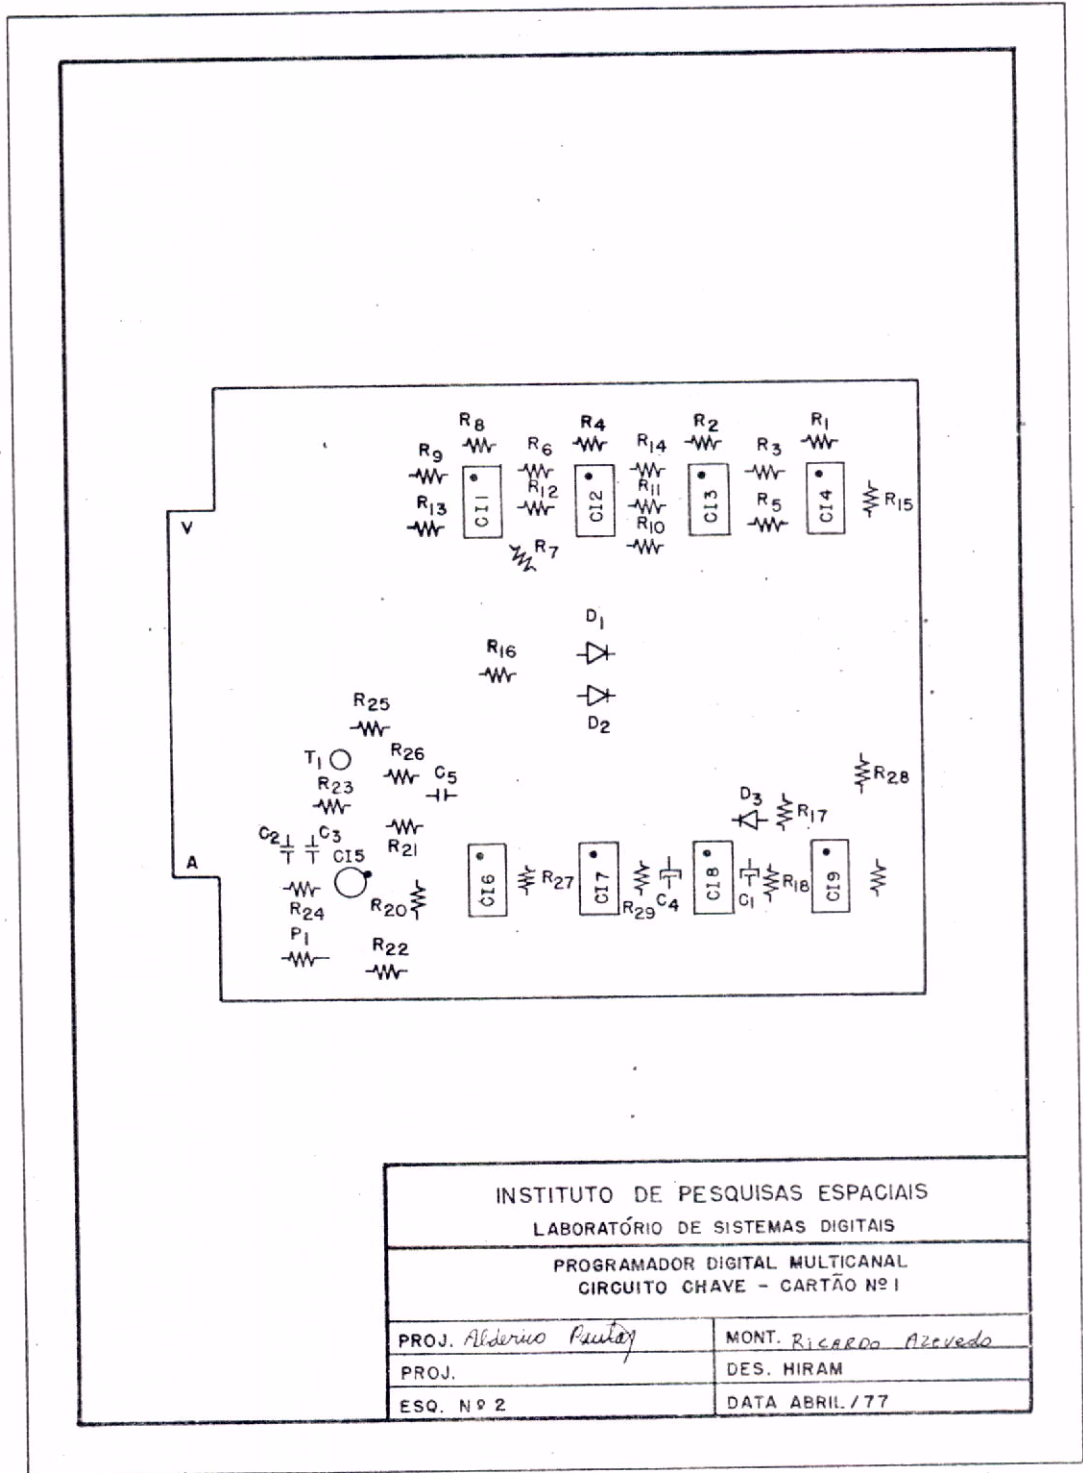 R8 R4 R2 R1
R9 R6 R14 R3
R12 R11
CI1 CI2 CI3 CI4
R13 R10 R5 R15
V
R7
D1
R16
R25
D2
T1 R26 C5 R28
R23 D3 R17
C2 C3 R21
A CI5
CI6 R27 CI7 CI8 R18 CI9
R24 R20 R29 C4 C1
P1 R22
INSTITUTO DE PESQUISAS ESPACIAIS
LABORATÓRIO DE SISTEMAS DIGITAIS
PROGRAMADOR DIGITAL MULTICANAL
CIRCUITO CHAVE - CARTÃO Nº 1
PROJ. Alderico MONT. RICARDO Azevedo
PROJ. DES. HIRAM
ESQ. Nº 2 DATA ABRIL/77